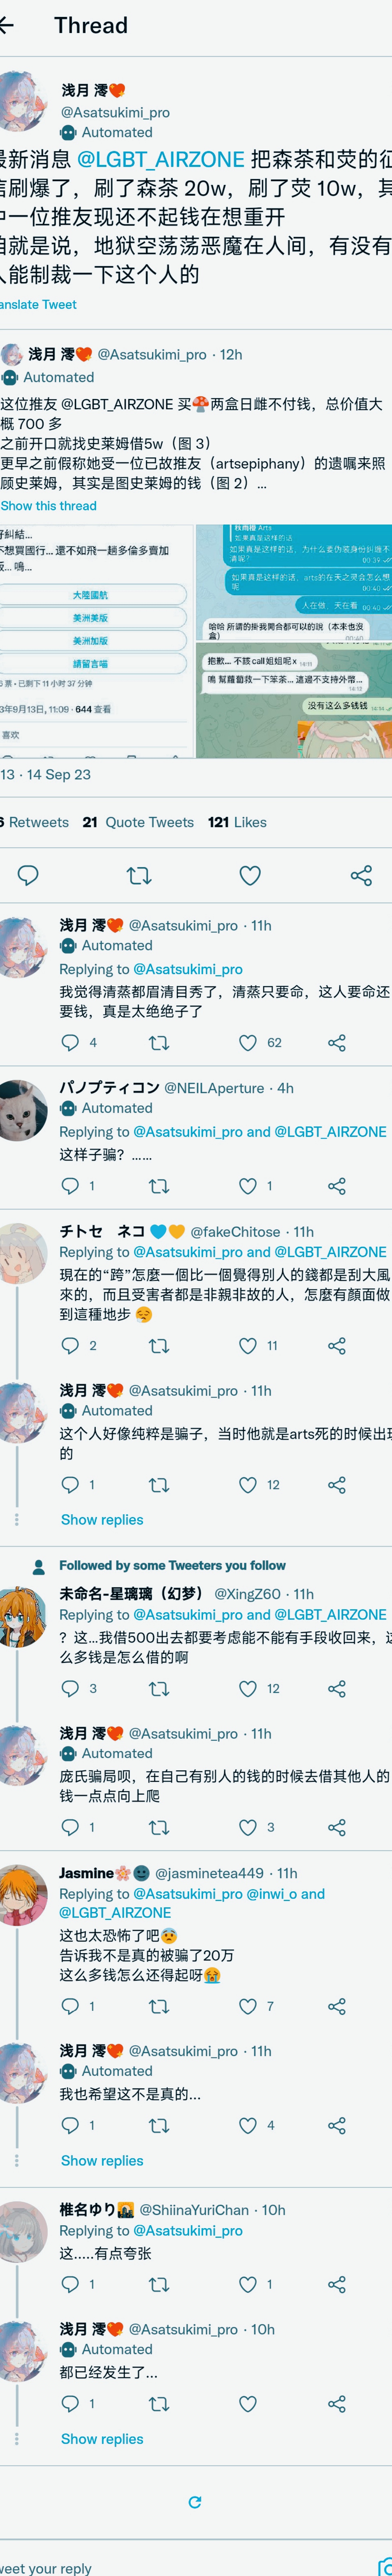 Thread
浅月 澪
@Asatsukimi_pro
Automated
最新消息 @LGBT_AIRZONE 把森茶和荧的征
信刷爆了，刷了森茶 20w，刷了荧 10w，其
中一位推友现还不起钱在想重开
咱就是说，地狱空荡荡恶魔在人间，有没有
人能制裁一下这个人的
anslate Tweet
浅月 澪 @Asatsukimi_pro · 12h
Automated
这位推友 @LGBT_AIRZONE 买🍄两盒日雌不付钱，总价值大
概 700 多
之前开口就找史莱姆借5w（图 3）
更早之前假称她受一位已故推友（artsepiphany）的遗嘱来照
顾史莱姆，其实是图史莱姆的钱（图 2）...
Show this thread
好糾結...
不想買國行... 還不如飛一趟多倫多賣加
版... 嗚...
大陸國航
美洲美版
美洲加版
請留言喵
票 • 已剩下 11 小时 37 分钟
3年9月13日, 11:09 · 644 查看
喜欢
秋雨樱 Arts
如果真是这样的话
如果真是这样的话，为什么要伪装身份纠缠不
清呢？
00:39
如果真是这样的话，arts的在天之灵会怎么想
呢
00:40
人在做，天在看
00:40
哈哈 所谓的掛我閒合都可以的說（本来也沒
掛）
00:40
抱歉... 不該call姐姐呢x
14:11
嗚 幫蘿蔔救一下笨茶... 這邊不支持外幣...
14:12
没有这么多钱钱
14:14
13 · 14 Sep 23
6 Retweets 21 Quote Tweets 121 Likes
浅月 澪 @Asatsukimi_pro · 11h
Automated
Replying to @Asatsukimi_pro
我觉得清蒸都眉清目秀了，清蒸只要命，这人要命还
要钱，真是太绝绝子了
4 62
パノプティコン @NEILAperture · 4h
Automated
Replying to @Asatsukimi_pro and @LGBT_AIRZONE
这样子骗？……
1 1
チトセ　ネコ 💙💛 @fakeChitose · 11h
Replying to @Asatsukimi_pro and @LGBT_AIRZONE
現在的“跨”怎麼一個比一個覺得別人的錢都是刮大風
來的，而且受害者都是非親非故的人，怎麼有顏面做
到這種地步 😮‍💨
2 11
浅月 澪 @Asatsukimi_pro · 11h
Automated
这个人好像纯粹是骗子，当时他就是arts死的时候出现
的
1 12
Show replies
Followed by some Tweeters you follow
未命名-星璃璃（幻梦） @XingZ60 · 11h
Replying to @Asatsukimi_pro and @LGBT_AIRZONE
？这...我借500出去都要考虑能不能有手段收回来，这
么多钱是怎么借的啊
3 12
浅月 澪 @Asatsukimi_pro · 11h
Automated
庞氏骗局呗，在自己有别人的钱的时候去借其他人的
钱一点点向上爬
1 3
Jasmine @jasminetea449 · 11h
Replying to @Asatsukimi_pro @inwi_o and
@LGBT_AIRZONE
这也太恐怖了吧😨
告诉我不是真的被骗了20万
这么多钱怎么还得起呀😭
1 7
浅月 澪 @Asatsukimi_pro · 11h
Automated
我也希望这不是真的...
1 4
Show replies
椎名ゆり @ShiinaYuriChan · 10h
Replying to @Asatsukimi_pro
这.....有点夸张
1 1
浅月 澪 @Asatsukimi_pro · 10h
Automated
都已经发生了...
1
Show replies
weet your reply